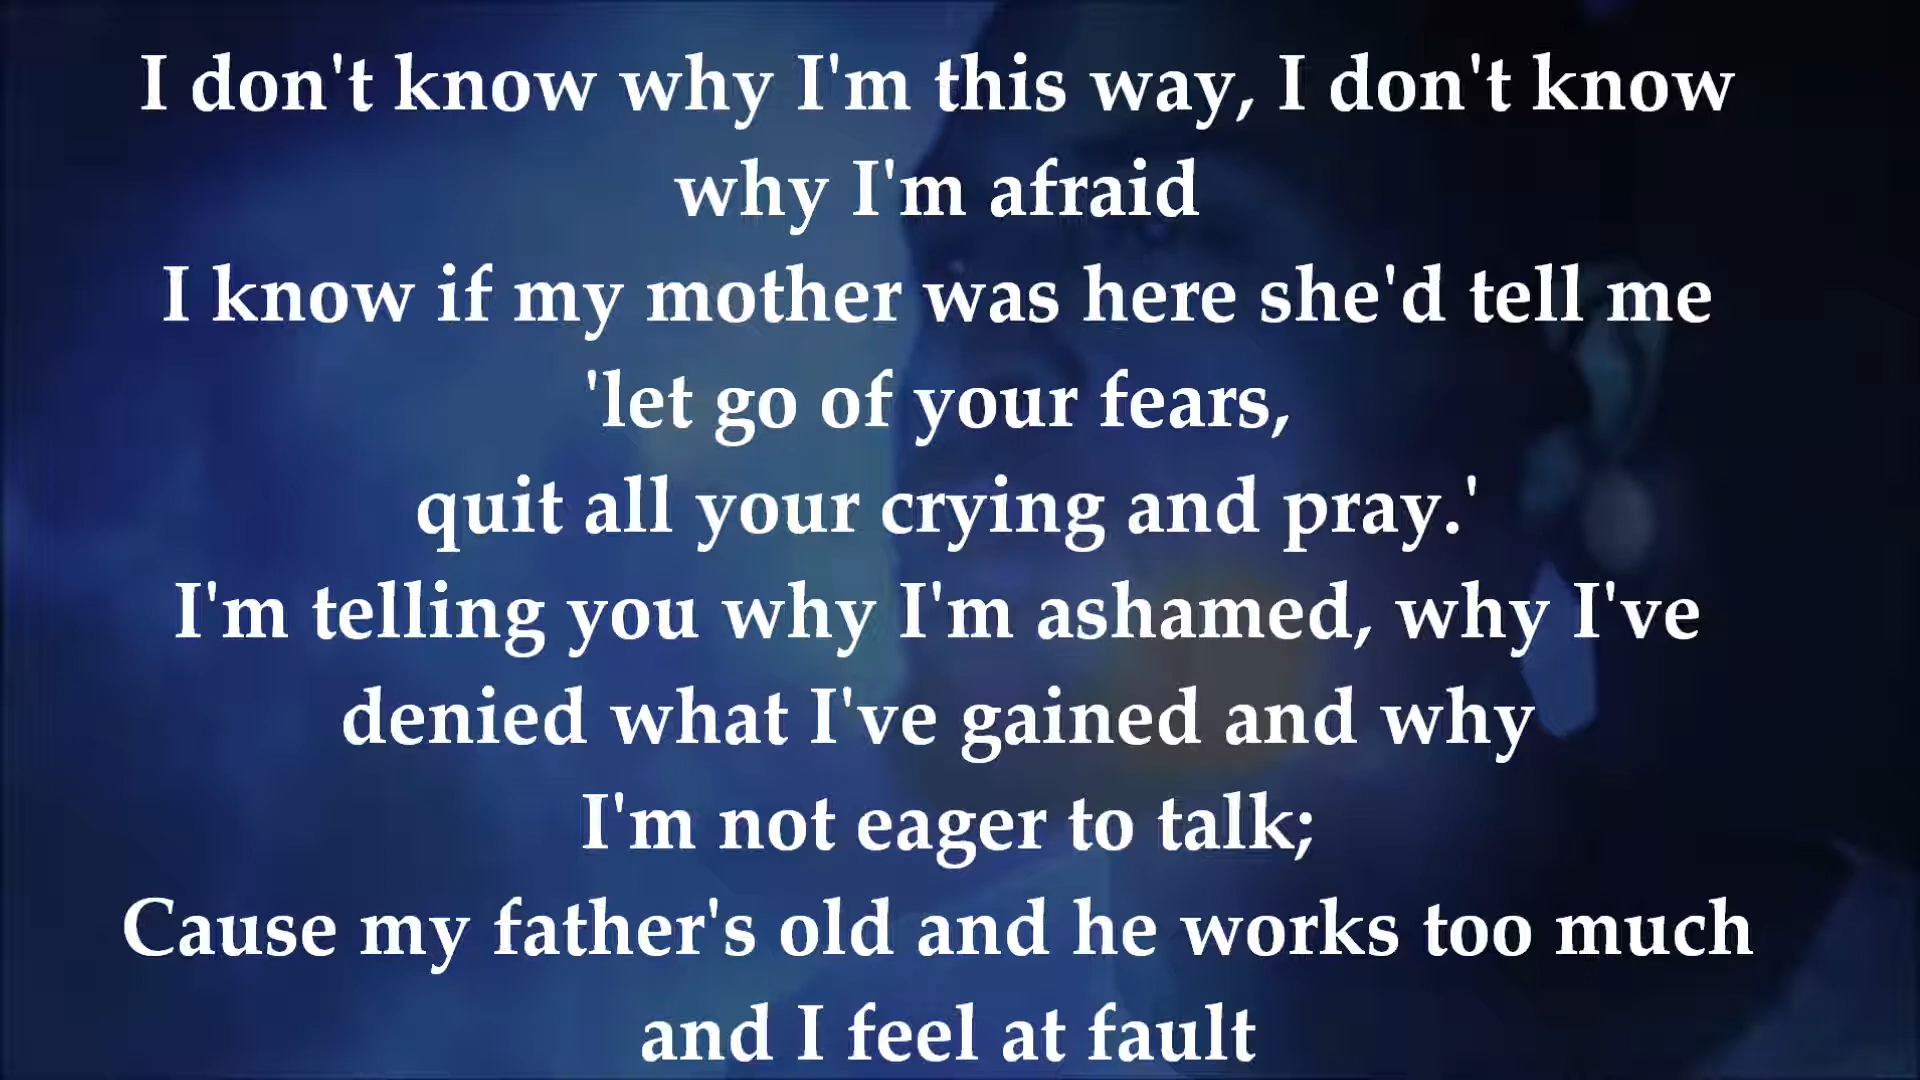 I don't know why I'm this way, I don't know
why I'm afraid
I know if my mother was here she'd tell me
'let go of your fears,
quit all your crying and pray.'
I'm telling you why I'm ashamed, why I've
denied what I've gained and why
I'm not eager to talk;
Cause my father's old and he works too much
and I feel at fault